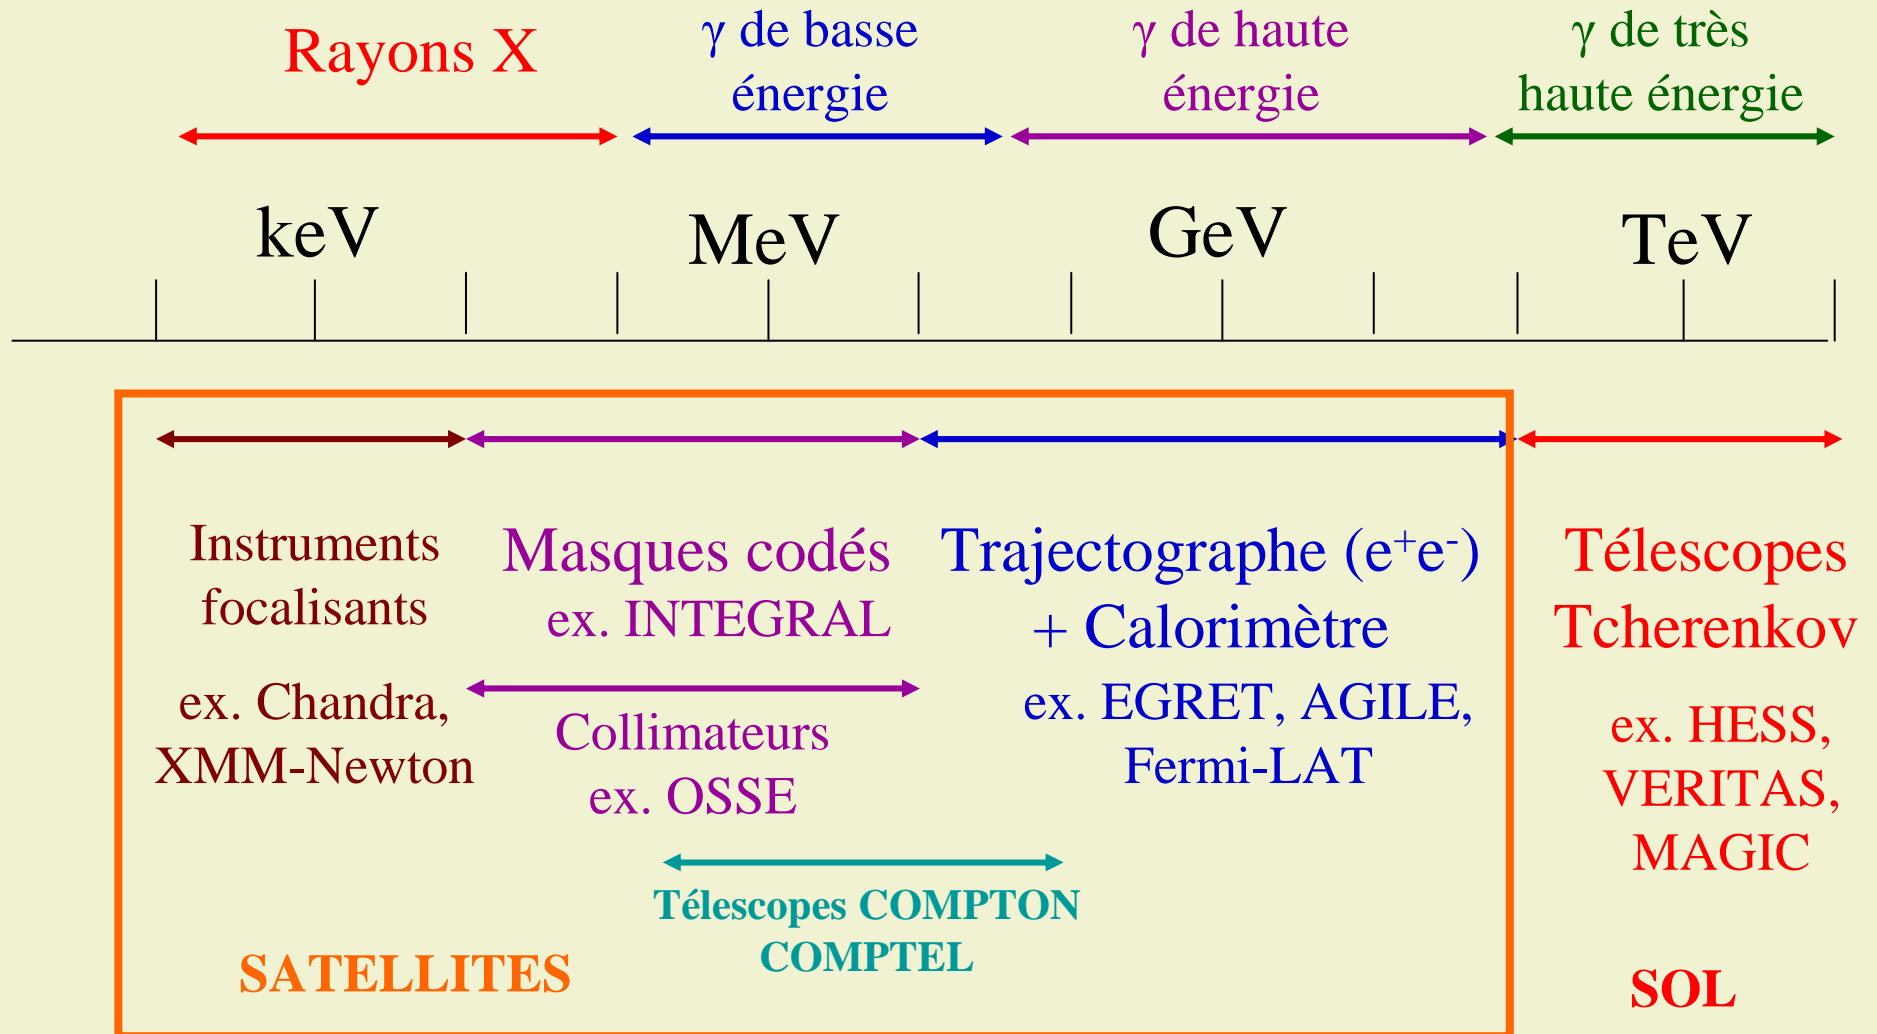 Rayons X
γ de basse
énergie
γ de haute
énergie
γ de très
haute énergie
keV
MeV
GeV
TeV
Instruments
focalisants
ex. Chandra,
XMM-Newton
Masques codés
ex. INTEGRAL
Collimateurs
ex. OSSE
Trajectographe (e⁺e⁻)
+ Calorimètre
ex. EGRET, AGILE,
Fermi-LAT
Télescopes
Tcherenkov
ex. HESS,
VERITAS,
MAGIC
Télescopes COMPTON
COMPTEL
SATELLITES
SOL